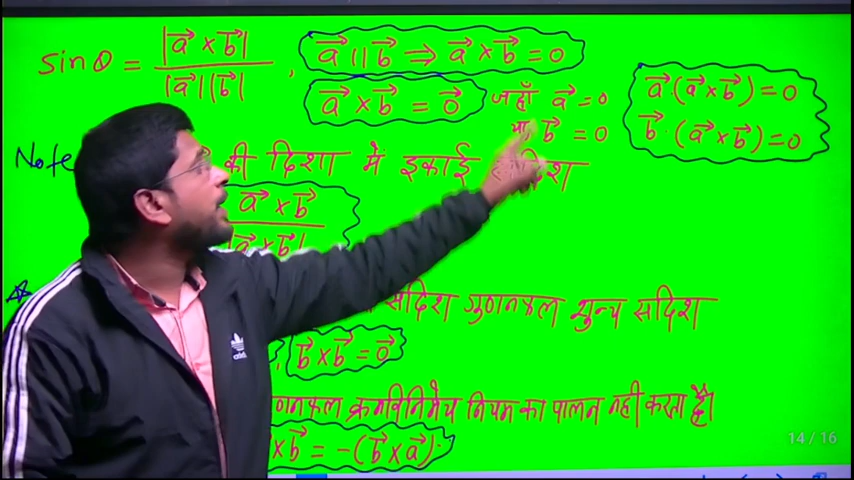 sin θ = |a⃗ × b⃗| / |a⃗||b⃗| , a⃗ || b⃗ ⇒ a⃗ × b⃗ = 0
a⃗ × b⃗ = 0⃗ जहाँ a⃗ = 0
या b⃗ = 0
a⃗ (a⃗ × b⃗) = 0
b⃗ · (a⃗ × b⃗) = 0
Note की दिशा में इकाई
a⃗ × b⃗ / |a⃗ × b⃗|
सदिश गुणनफल शुन्य सदिश
, b⃗ × b⃗ = 0⃗
क्रमविनिमेय नियम का पालन नही करता है।
× b⃗ = -(b⃗ × a⃗).
14 / 16